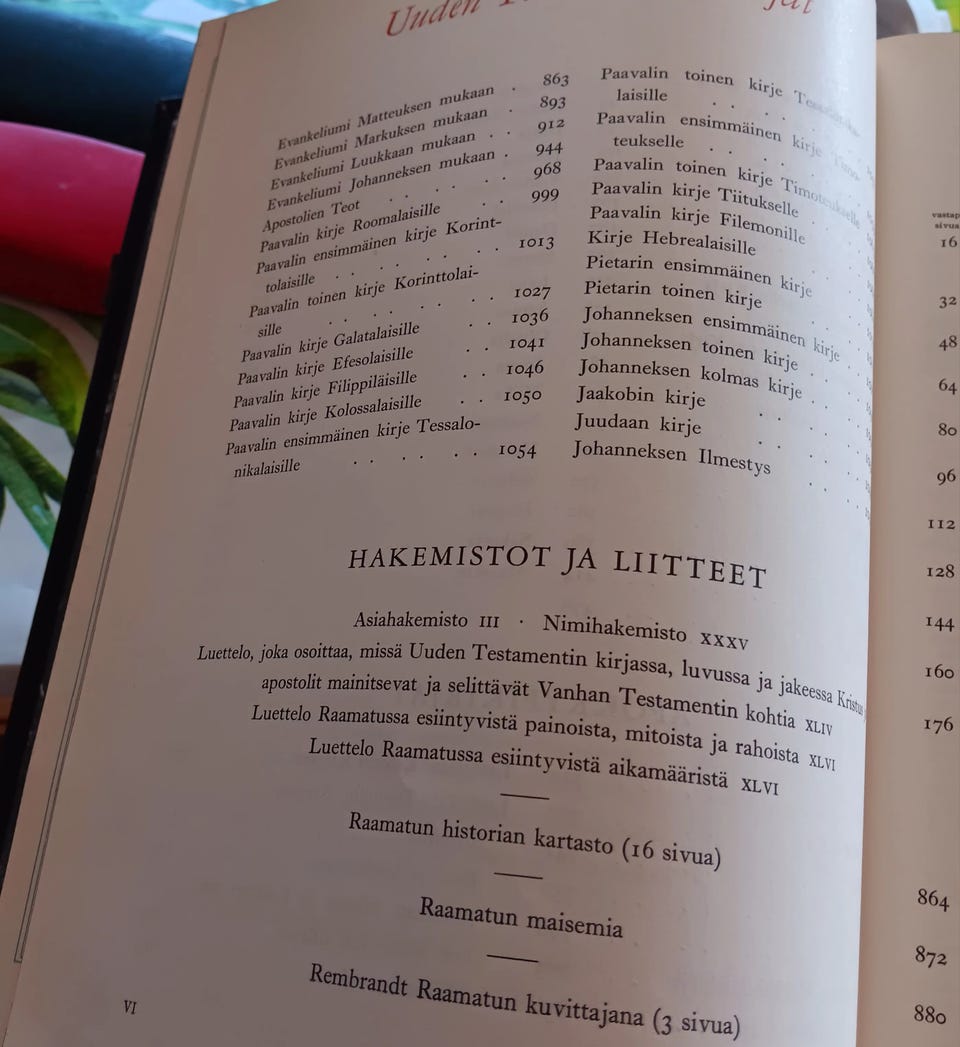 Uuden
Evankeliumi Matteuksen mukaan . 863
Evankeliumi Markuksen mukaan . 893
Evankeliumi Luukkaan mukaan . . 912
Evankeliumi Johanneksen mukaan . 944
Apostolien Teot . . . . . 968
Paavalin kirje Roomalaisille . . 999
Paavalin ensimmäinen kirje Korint-
tolaisille . . . . . . 1013
Paavalin toinen kirje Korinttolai-
sille . . . . . . 1027
Paavalin kirje Galatalaisille . . 1036
Paavalin kirje Efesolaisille . . 1041
Paavalin kirje Filippiläisille . . 1046
Paavalin kirje Kolossalaisille . . 1050
Paavalin ensimmäinen kirje Tessalo-
nikalaisille . . . . . 1054
Paavalin toinen kirje
laisille . . . .
Paavalin ensimmäinen kirje
teukselle . . . .
Paavalin toinen kirje Timoteukselle
Paavalin kirje Tiitukselle
Paavalin kirje Filemonille
Kirje Hebrealaisille
Pietarin ensimmäinen kirje
Pietarin toinen kirje
Johanneksen ensimmäinen kirje
Johanneksen toinen kirje
Johanneksen kolmas kirje
Jaakobin kirje
Juudaan kirje
Johanneksen Ilmestys
HAKEMISTOT JA LIITTEET
Asiahakemisto III · Nimihakemisto XXXV
Luettelo, joka osoittaa, missä Uuden Testamentin kirjassa, luvussa ja jakeessa Kristus
apostolit mainitsevat ja selittävät Vanhan Testamentin kohtia XLIV
Luettelo Raamatussa esiintyvistä painoista, mitoista ja rahoista XLVI
Luettelo Raamatussa esiintyvistä aikamääristä XLVI
Raamatun historian kartasto (16 sivua)
Raamatun maisemia
Rembrandt Raamatun kuvittajana (3 sivua)
VI
vastap
sivua
16
32
48
64
80
96
112
128
144
160
176
864
872
880